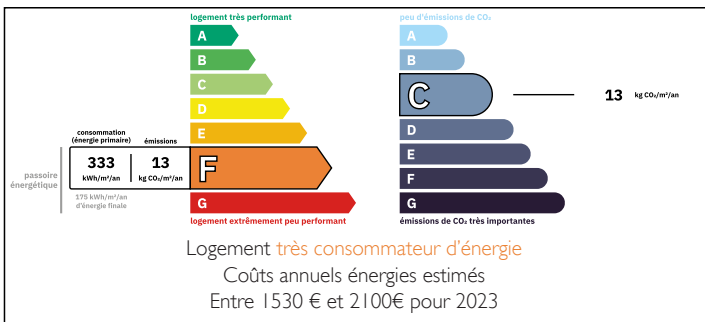 logement très performant
A
B
C
D
E
consommation
(énergie primaire)
émissions
333
kWh/m²/an
13
kg CO₂/m²/an
F
passoire
énergétique
175 kWh/m²/an
d'énergie finale
G
logement extrêmement peu performant
peu d'émissions de CO₂
A
B
C
13 kg CO₂/m²/an
D
E
F
G
émissions de CO₂ très importantes
Logement très consommateur d'énergie
Coûts annuels énergies estimés
Entre 1530 € et 2100€ pour 2023